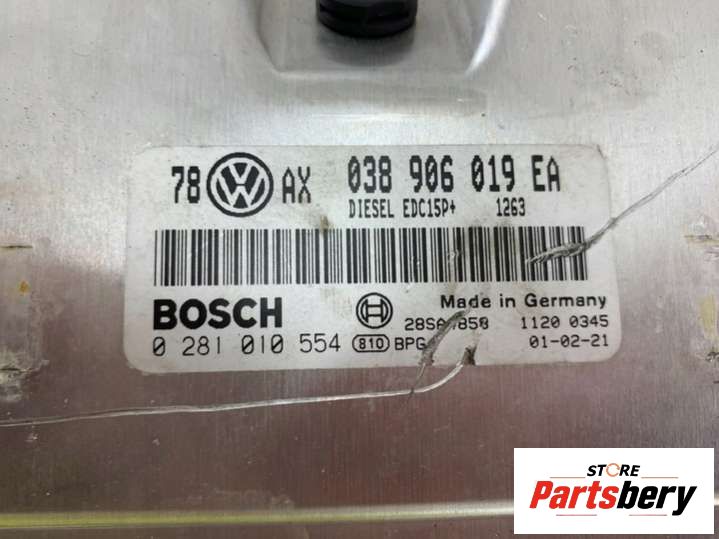 78 AX 038 906 019 EA
DIESEL EDC15P+ 1263
BOSCH Made in Germany
1120 0345
0 281 010 554 810 BPG 01-02-21
STORE
Partsbery